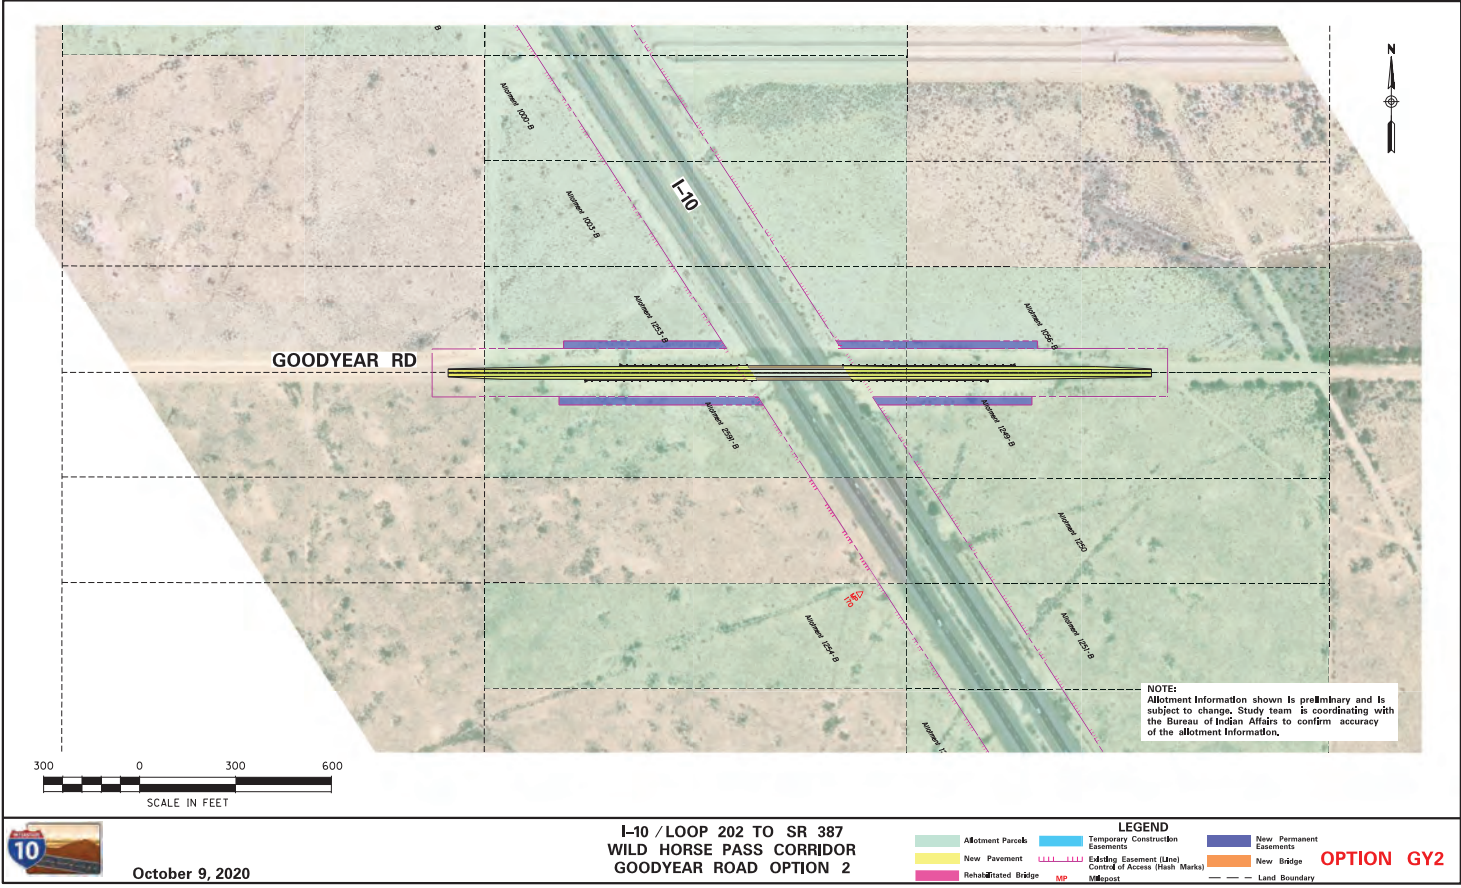 B
N
Allotment 1000-B
I-10
Allotment 1003-B
Allotment 1253-B
Allotment 1056-B
GOODYEAR RD
Allotment 2591-B
Allotment 1249-B
Allotment 1250
MP
170
Allotment 1254-B
Allotment 1251-B
Allotment
NOTE:
Allotment Information shown is preliminary and is
subject to change. Study team is coordinating with
the Bureau of Indian Affairs to confirm accuracy
of the allotment Information.
300 0 300 600
SCALE IN FEET
INTERSTATE
10
October 9, 2020
I-10 / LOOP 202 TO SR 387
WILD HORSE PASS CORRIDOR
GOODYEAR ROAD OPTION 2
LEGEND
Allotment Parcels
New Pavement
Rehabilitated Bridge
Temporary Construction
Easements
Existing Easement (Line)
Control of Access (Hash Marks)
MP Milepost
New Permanent
Easements
New Bridge
Land Boundary
OPTION GY2